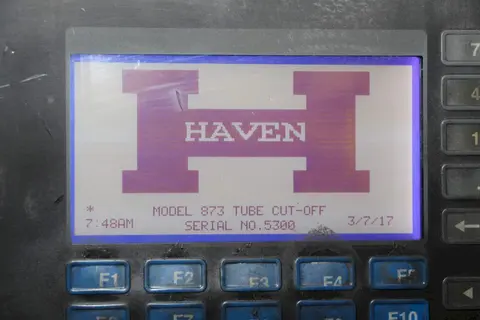 HAVEN
*
MODEL 873 TUBE CUT-OFF
7:48AM
SERIAL NO.5300
3/7/17
7
4
1
.
←
F1
F2
F3
F4
F5
F10